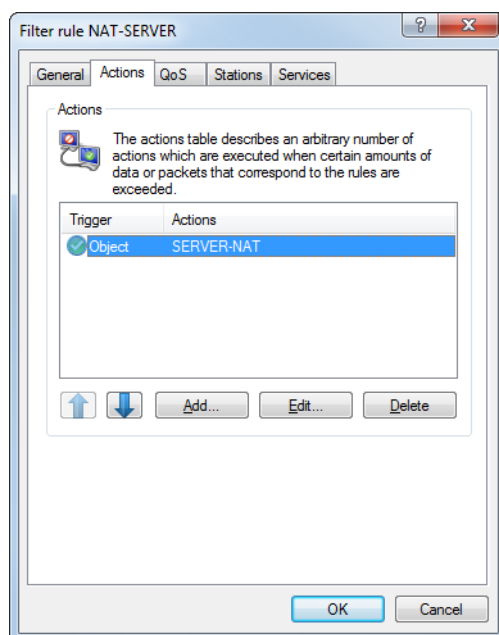 Filter rule NAT-SERVER
General Actions QoS Stations Services
Actions
The actions table describes an arbitrary number of
actions which are executed when certain amounts of
data or packets that correspond to the rules are
exceeded.
Trigger Actions
Object SERVER-NAT
Add... Edit... Delete
OK Cancel